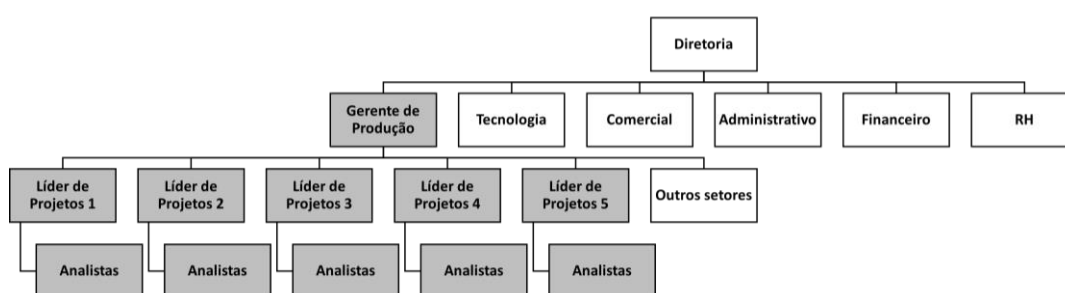 Diretoria
Gerente de
Produção
Tecnologia
Comercial
Administrativo
Financeiro
RH
Líder de
Projetos 1
Líder de
Projetos 2
Líder de
Projetos 3
Líder de
Projetos 4
Líder de
Projetos 5
Outros setores
Analistas
Analistas
Analistas
Analistas
Analistas